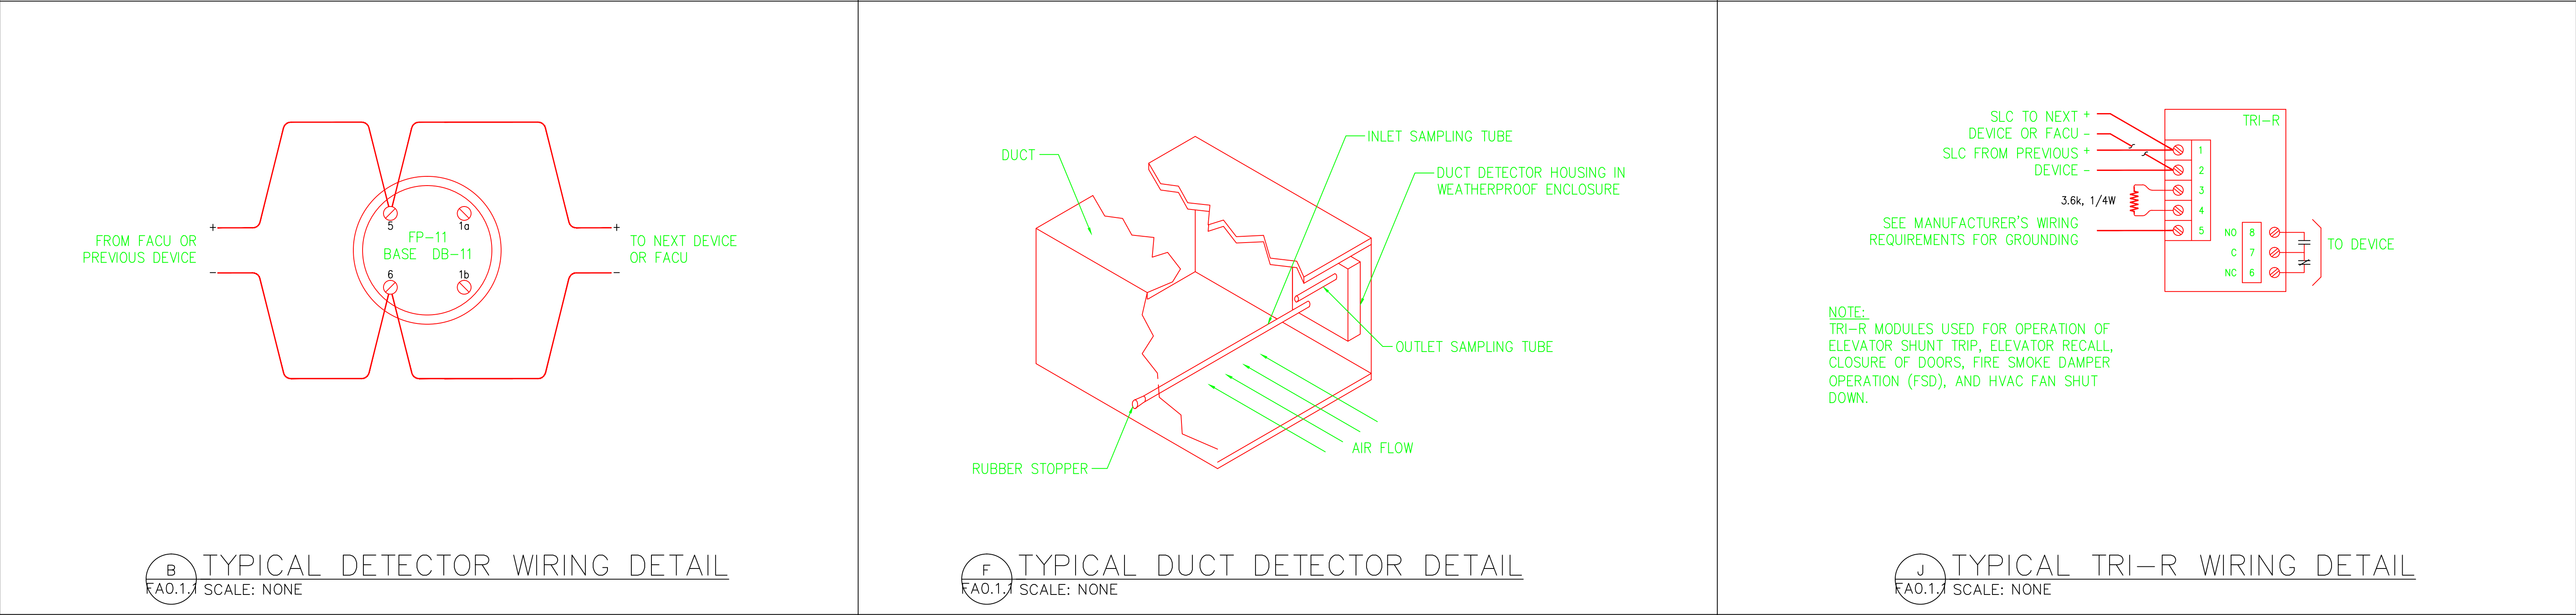 +
FROM FACU OR
PREVIOUS DEVICE
–
5
1a
FP–11
BASE DB–11
6
1b
+
TO NEXT DEVICE
OR FACU
–
B
FA0.1.1
TYPICAL DETECTOR WIRING DETAIL
SCALE: NONE
DUCT
INLET SAMPLING TUBE
DUCT DETECTOR HOUSING IN
WEATHERPROOF ENCLOSURE
OUTLET SAMPLING TUBE
AIR FLOW
RUBBER STOPPER
F
FA0.1.1
TYPICAL DUCT DETECTOR DETAIL
SCALE: NONE
SLC TO NEXT +
DEVICE OR FACU –
SLC FROM PREVIOUS +
DEVICE –
3.6k, 1/4W
SEE MANUFACTURER'S WIRING
REQUIREMENTS FOR GROUNDING
TRI–R
1
2
3
4
5
NO 8
C 7
NC 6
TO DEVICE
NOTE:
TRI–R MODULES USED FOR OPERATION OF
ELEVATOR SHUNT TRIP, ELEVATOR RECALL,
CLOSURE OF DOORS, FIRE SMOKE DAMPER
OPERATION (FSD), AND HVAC FAN SHUT
DOWN.
J
FA0.1.1
TYPICAL TRI–R WIRING DETAIL
SCALE: NONE